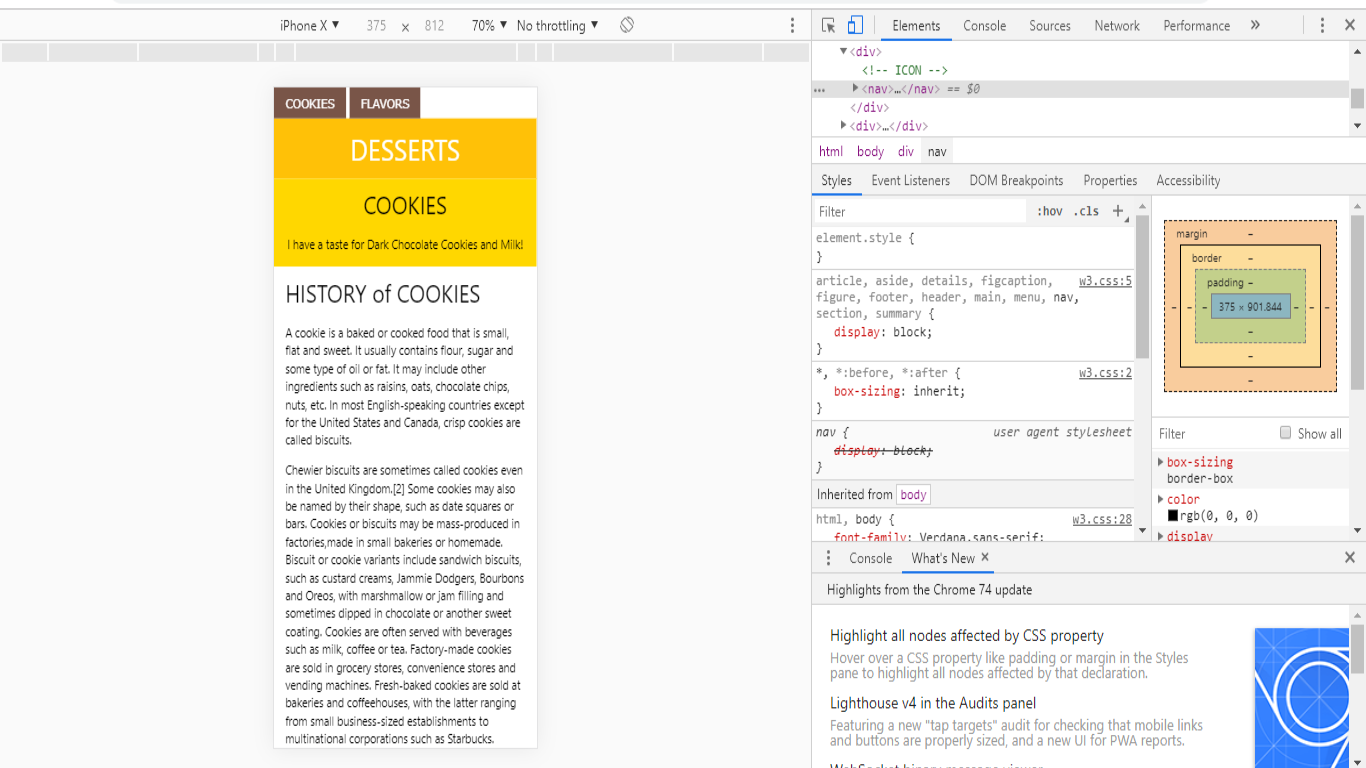 iPhone X ▼ 375 x 812 70% ▼ No throttling ▼
COOKIES FLAVORS
DESSERTS
COOKIES
I have a taste for Dark Chocolate Cookies and Milk!
HISTORY of COOKIES
A cookie is a baked or cooked food that is small,
flat and sweet. It usually contains flour, sugar and
some type of oil or fat. It may include other
ingredients such as raisins, oats, chocolate chips,
nuts, etc. In most English-speaking countries except
for the United States and Canada, crisp cookies are
called biscuits.
Chewier biscuits are sometimes called cookies even
in the United Kingdom.[2] Some cookies may also
be named by their shape, such as date squares or
bars. Cookies or biscuits may be mass-produced in
factories,made in small bakeries or homemade.
Biscuit or cookie variants include sandwich biscuits,
such as custard creams, Jammie Dodgers, Bourbons
and Oreos, with marshmallow or jam filling and
sometimes dipped in chocolate or another sweet
coating. Cookies are often served with beverages
such as milk, coffee or tea. Factory-made cookies
are sold in grocery stores, convenience stores and
vending machines. Fresh-baked cookies are sold at
bakeries and coffeehouses, with the latter ranging
from small business-sized establishments to
multinational corporations such as Starbucks.
Elements Console Sources Network Performance »
▼<div>
<!-- ICON -->
… ▶<nav>…</nav> == $0
</div>
▶<div>…</div>
html body div nav
Styles Event Listeners DOM Breakpoints Properties Accessibility
Filter :hov .cls +
element.style {
}
article, aside, details, figcaption, w3.css:5
figure, footer, header, main, menu, nav,
section, summary {
display: block;
}
*, *:before, *:after { w3.css:2
box-sizing: inherit;
}
nav { user agent stylesheet
display: block;
}
Inherited from body
html, body { w3.css:28
font-family: Verdana,sans-serif;
margin –
border –
padding –
– – – 375 × 901.844 – – –
–
–
–
Filter Show all
▶ box-sizing
border-box
▶ color
rgb(0, 0, 0)
▶ display
Console What's New ×
Highlights from the Chrome 74 update
Highlight all nodes affected by CSS property
Hover over a CSS property like padding or margin in the Styles
pane to highlight all nodes affected by that declaration.
Lighthouse v4 in the Audits panel
Featuring a new "tap targets" audit for checking that mobile links
and buttons are properly sized, and a new UI for PWA reports.
WebSocket binary message viewer